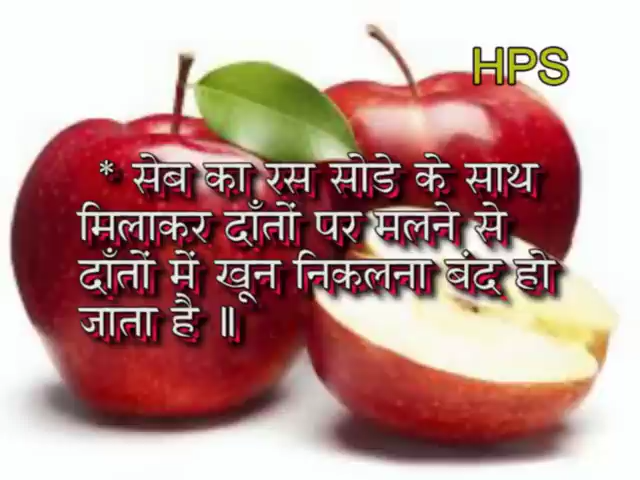 HPS
* सेब का रस सोडे के साथ
मिलाकर दाँतों पर मलने से
दाँतों में खून निकलना बंद हो
जाता है ॥